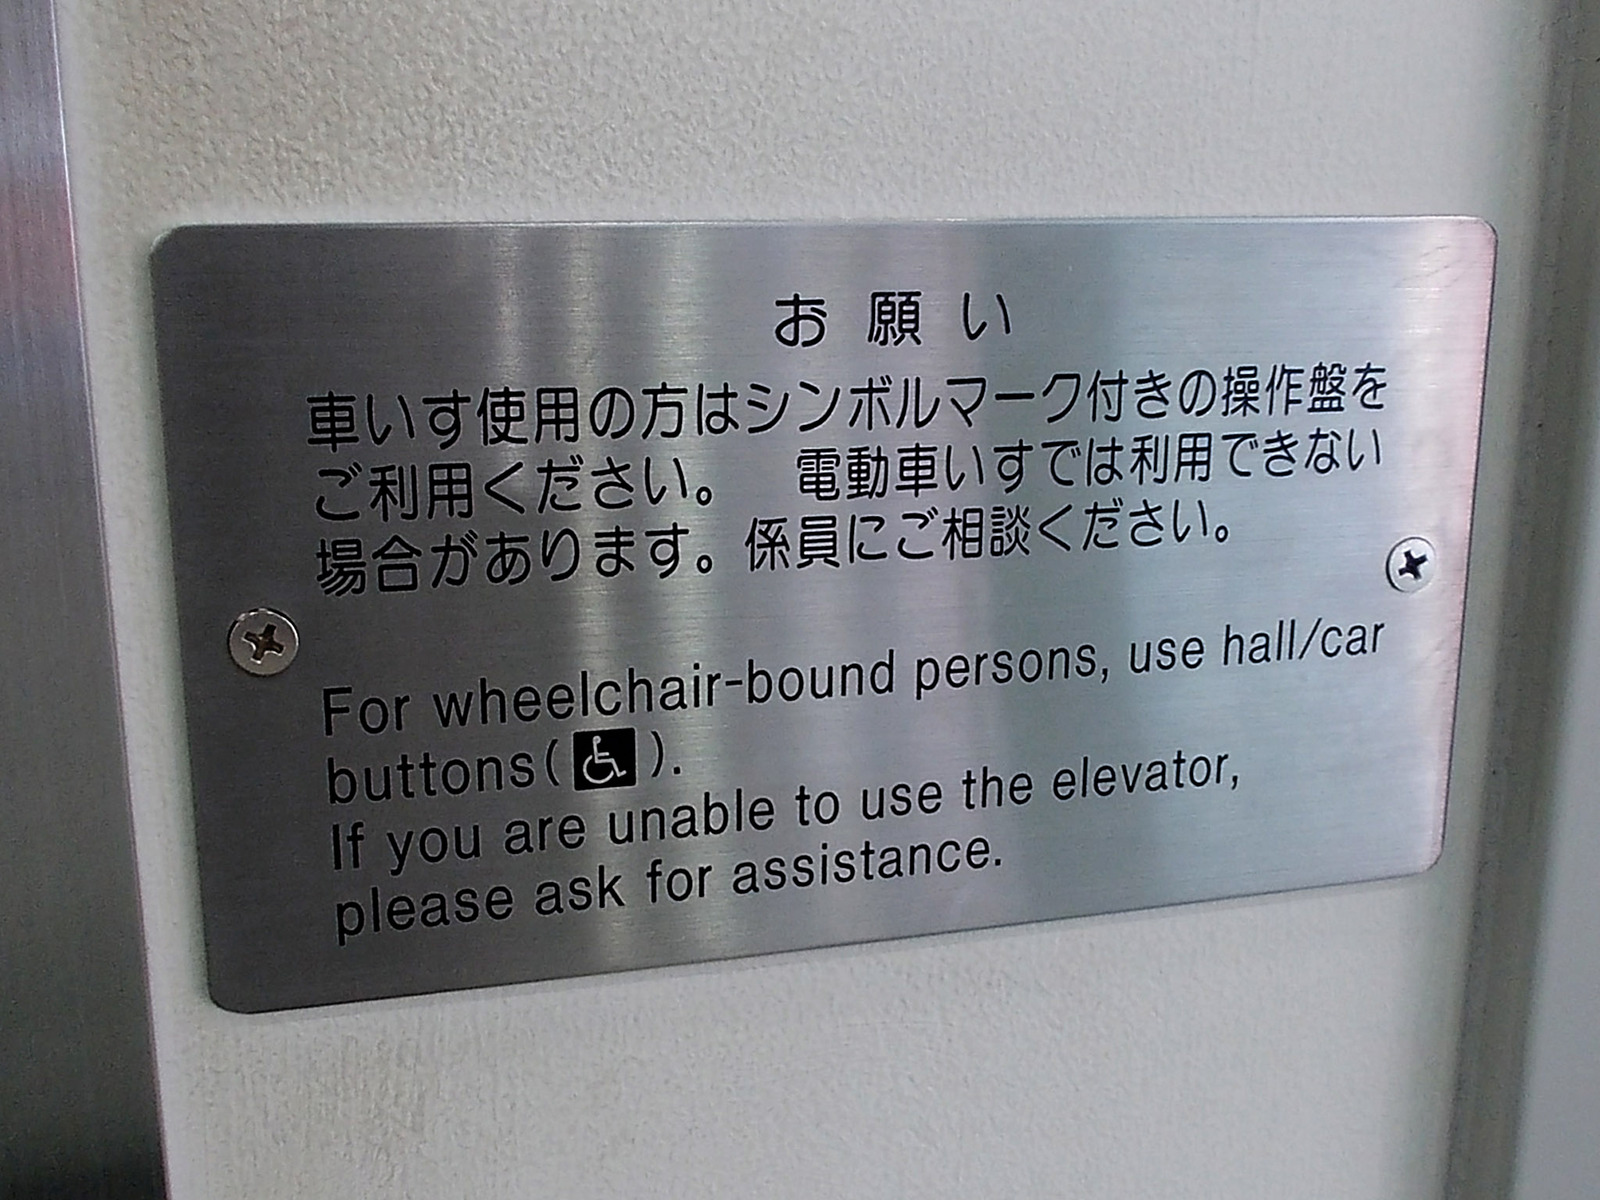 お願い
車いす使用の方はシンボルマーク付きの操作盤を
ご利用ください。 電動車いすでは利用できない
場合があります。係員にご相談ください。
For wheelchair-bound persons, use hall/car
buttons( ♿ ).
If you are unable to use the elevator,
please ask for assistance.